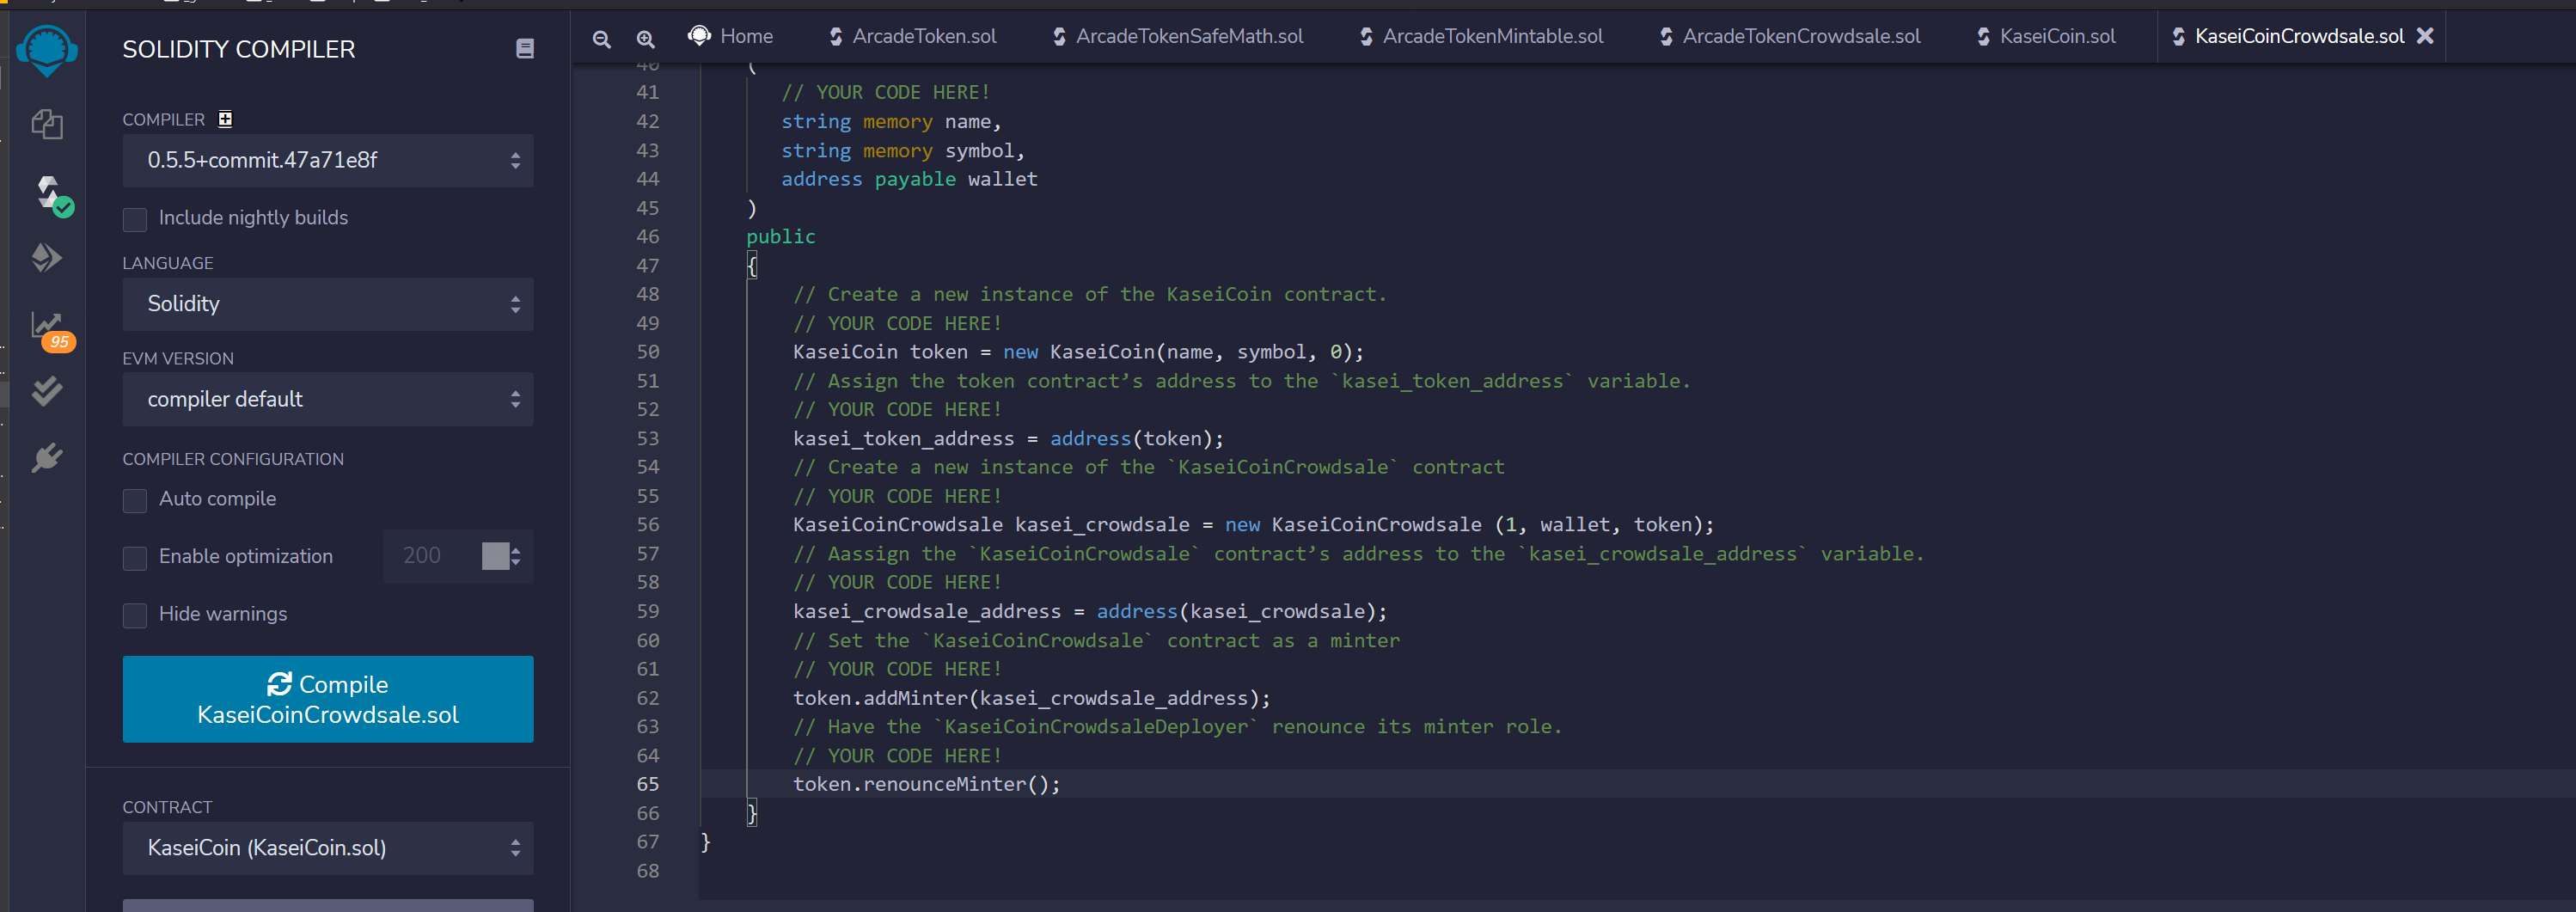 SOLIDITY COMPILER
COMPILER
0.5.5+commit.47a71e8f
Include nightly builds
LANGUAGE
Solidity
95
EVM VERSION
compiler default
COMPILER CONFIGURATION
Auto compile
Enable optimization
200
Hide warnings
Compile
KaseiCoinCrowdsale.sol
CONTRACT
KaseiCoin (KaseiCoin.sol)
Home ArcadeToken.sol ArcadeTokenSafeMath.sol ArcadeTokenMintable.sol ArcadeTokenCrowdsale.sol KaseiCoin.sol KaseiCoinCrowdsale.sol
40 (
41 // YOUR CODE HERE!
42 string memory name,
43 string memory symbol,
44 address payable wallet
45 )
46 public
47 {
48 // Create a new instance of the KaseiCoin contract.
49 // YOUR CODE HERE!
50 KaseiCoin token = new KaseiCoin(name, symbol, 0);
51 // Assign the token contract’s address to the `kasei_token_address` variable.
52 // YOUR CODE HERE!
53 kasei_token_address = address(token);
54 // Create a new instance of the `KaseiCoinCrowdsale` contract
55 // YOUR CODE HERE!
56 KaseiCoinCrowdsale kasei_crowdsale = new KaseiCoinCrowdsale (1, wallet, token);
57 // Aassign the `KaseiCoinCrowdsale` contract’s address to the `kasei_crowdsale_address` variable.
58 // YOUR CODE HERE!
59 kasei_crowdsale_address = address(kasei_crowdsale);
60 // Set the `KaseiCoinCrowdsale` contract as a minter
61 // YOUR CODE HERE!
62 token.addMinter(kasei_crowdsale_address);
63 // Have the `KaseiCoinCrowdsaleDeployer` renounce its minter role.
64 // YOUR CODE HERE!
65 token.renounceMinter();
66 }
67 }
68